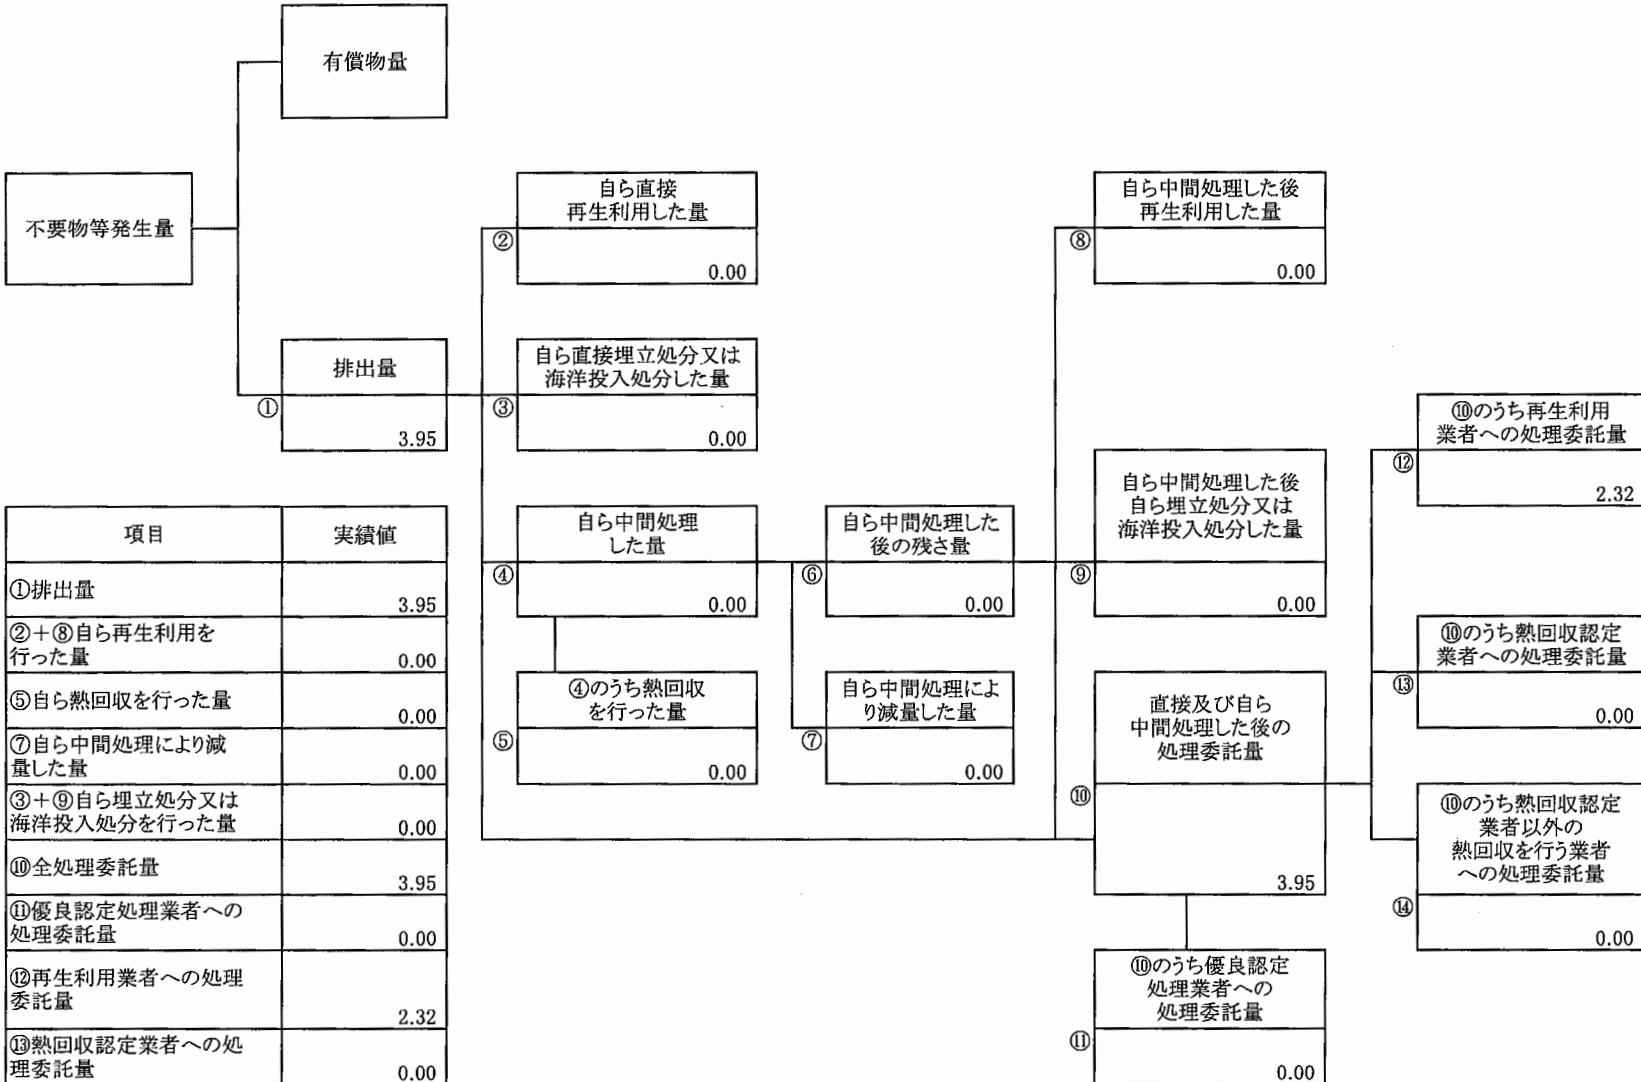 有償物量
不要物等発生量
排出量
①
3.95
自ら直接
再生利用した量
②
0.00
自ら直接埋立処分又は
海洋投入処分した量
③
0.00
自ら中間処理
した量
④
0.00
④のうち熱回収
を行った量
⑤
0.00
自ら中間処理した
後の残さ量
⑥
0.00
自ら中間処理によ
り減量した量
⑦
0.00
自ら中間処理した後
再生利用した量
⑧
0.00
自ら中間処理した後
自ら埋立処分又は
海洋投入処分した量
⑨
0.00
直接及び自ら
中間処理した後の
処理委託量
⑩
3.95
⑩のうち優良認定
処理業者への
処理委託量
⑪
0.00
⑩のうち再生利用
業者への処理委託量
⑫
2.32
⑩のうち熱回収認定
業者への処理委託量
⑬
0.00
⑩のうち熱回収認定
業者以外の
熱回収を行う業者
への処理委託量
⑭
0.00
項目 実績値
①排出量
3.95
②+⑧自ら再生利用を
行った量 0.00
⑤自ら熱回収を行った量
0.00
⑦自ら中間処理により減
量した量 0.00
③+⑨自ら埋立処分又は
海洋投入処分を行った量 0.00
⑩全処理委託量
3.95
⑪優良認定処理業者への
処理委託量 0.00
⑫再生利用業者への処理
委託量
2.32
⑬熱回収認定業者への処
理委託量 0.00